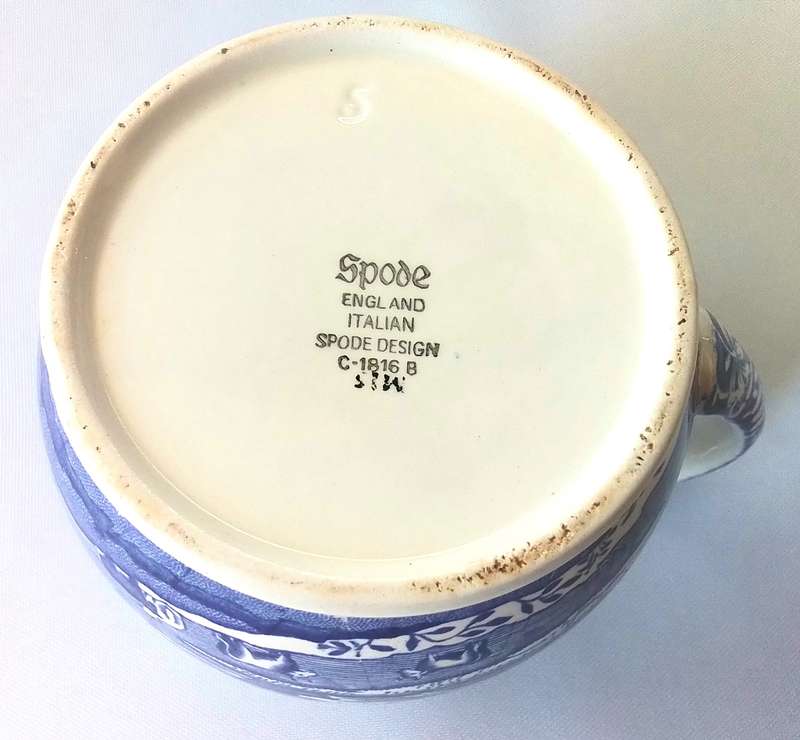 S
Spode
ENGLAND
ITALIAN
SPODE DESIGN
C-1816 B